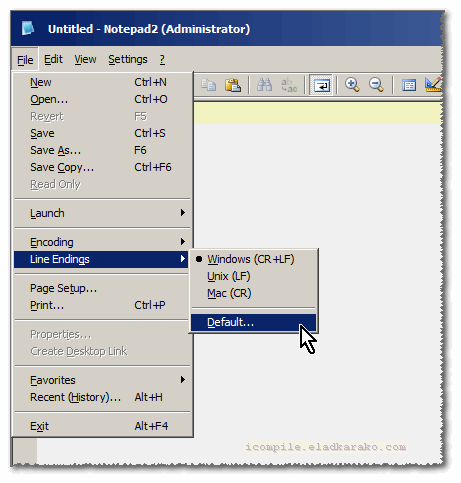 Untitled - Notepad2 (Administrator)
File Edit View Settings ?
New Ctrl+N
Open... Ctrl+O
Revert F5
Save Ctrl+S
Save As... F6
Save Copy... Ctrl+F6
Read Only
Launch
Encoding
Line Endings
Windows (CR+LF)
Unix (LF)
Mac (CR)
Default...
Page Setup...
Print... Ctrl+P
Properties...
Create Desktop Link
Favorites
Recent (History)... Alt+H
Exit Alt+F4
icompile.eladkarako.com